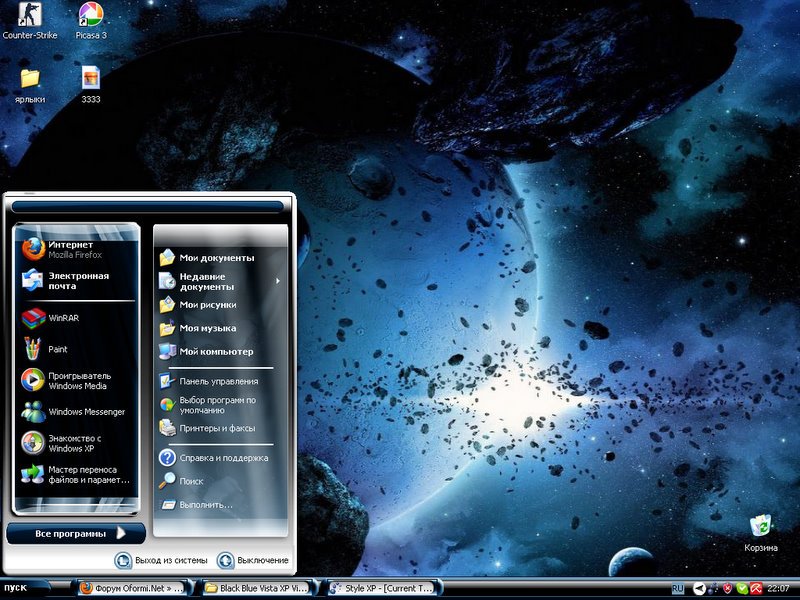 Counter-Strike
Picasa 3
ярлыки
3333
Интернет
Mozilla Firefox
Электронная
почта
WinRAR
Paint
Проигрыватель
Windows Media
Windows Messenger
Знакомство с
Windows XP
Мастер переноса
файлов и парамет...
Все программы
Мои документы
Недавние
документы
Мои рисунки
Моя музыка
Мой компьютер
Панель управления
Выбор программ по
умолчанию
Принтеры и факсы
Справка и поддержка
Поиск
Выполнить...
Выход из системы
Выключение
Корзина
пуск
Форум Oformi.Net » ...
Black Blue Vista XP Vi...
Style XP - [Current T...
RU
22:07